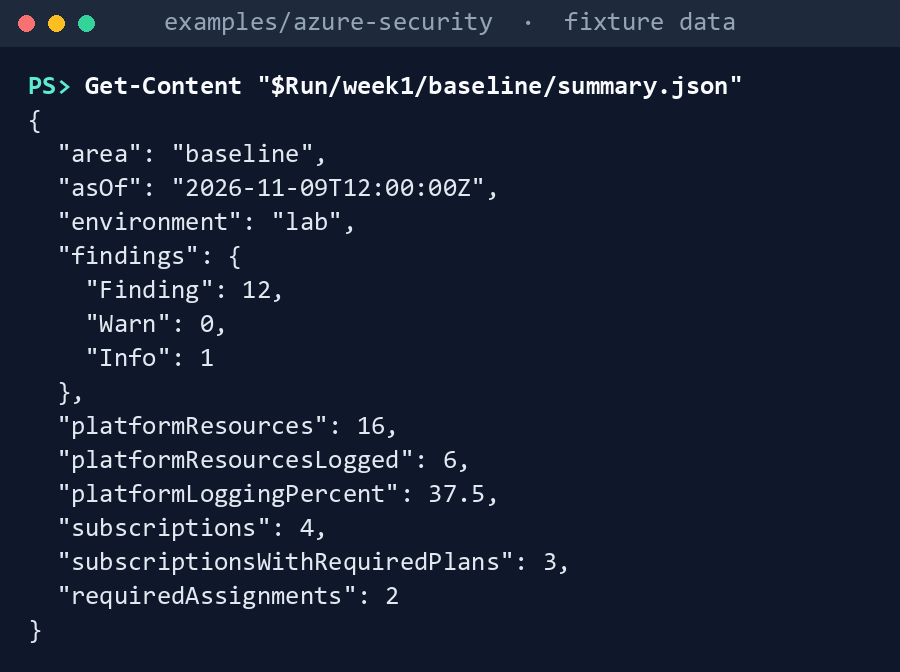 examples/azure-security · fixture data
PS> Get-Content "$Run/week1/baseline/summary.json"
{
  "area": "baseline",
  "asOf": "2026-11-09T12:00:00Z",
  "environment": "lab",
  "findings": {
    "Finding": 12,
    "Warn": 0,
    "Info": 1
  },
  "platformResources": 16,
  "platformResourcesLogged": 6,
  "platformLoggingPercent": 37.5,
  "subscriptions": 4,
  "subscriptionsWithRequiredPlans": 3,
  "requiredAssignments": 2
}